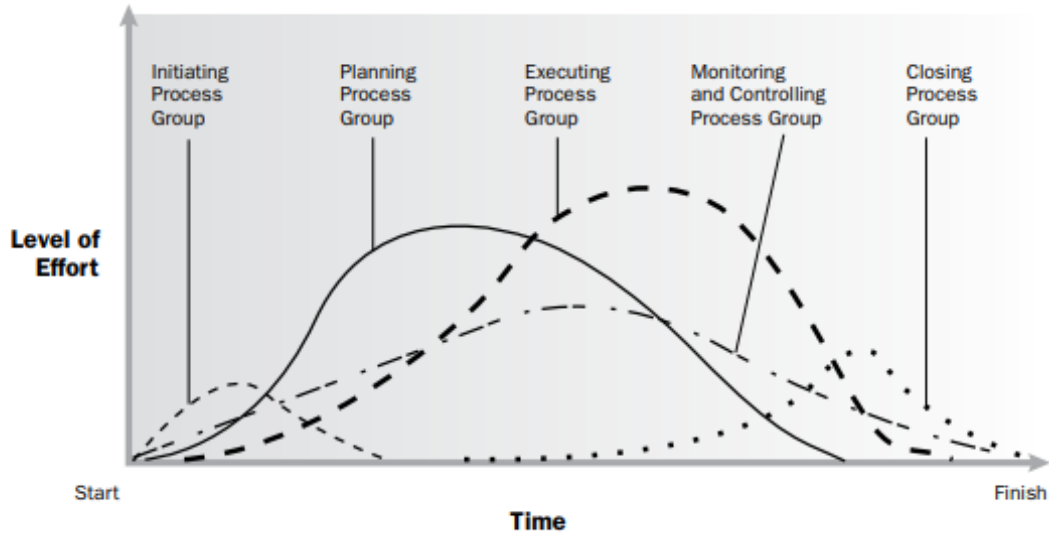 Initiating
Process
Group
Planning
Process
Group
Executing
Process
Group
Monitoring
and Controlling
Process Group
Closing
Process
Group
Level of
Effort
Start
Finish
Time